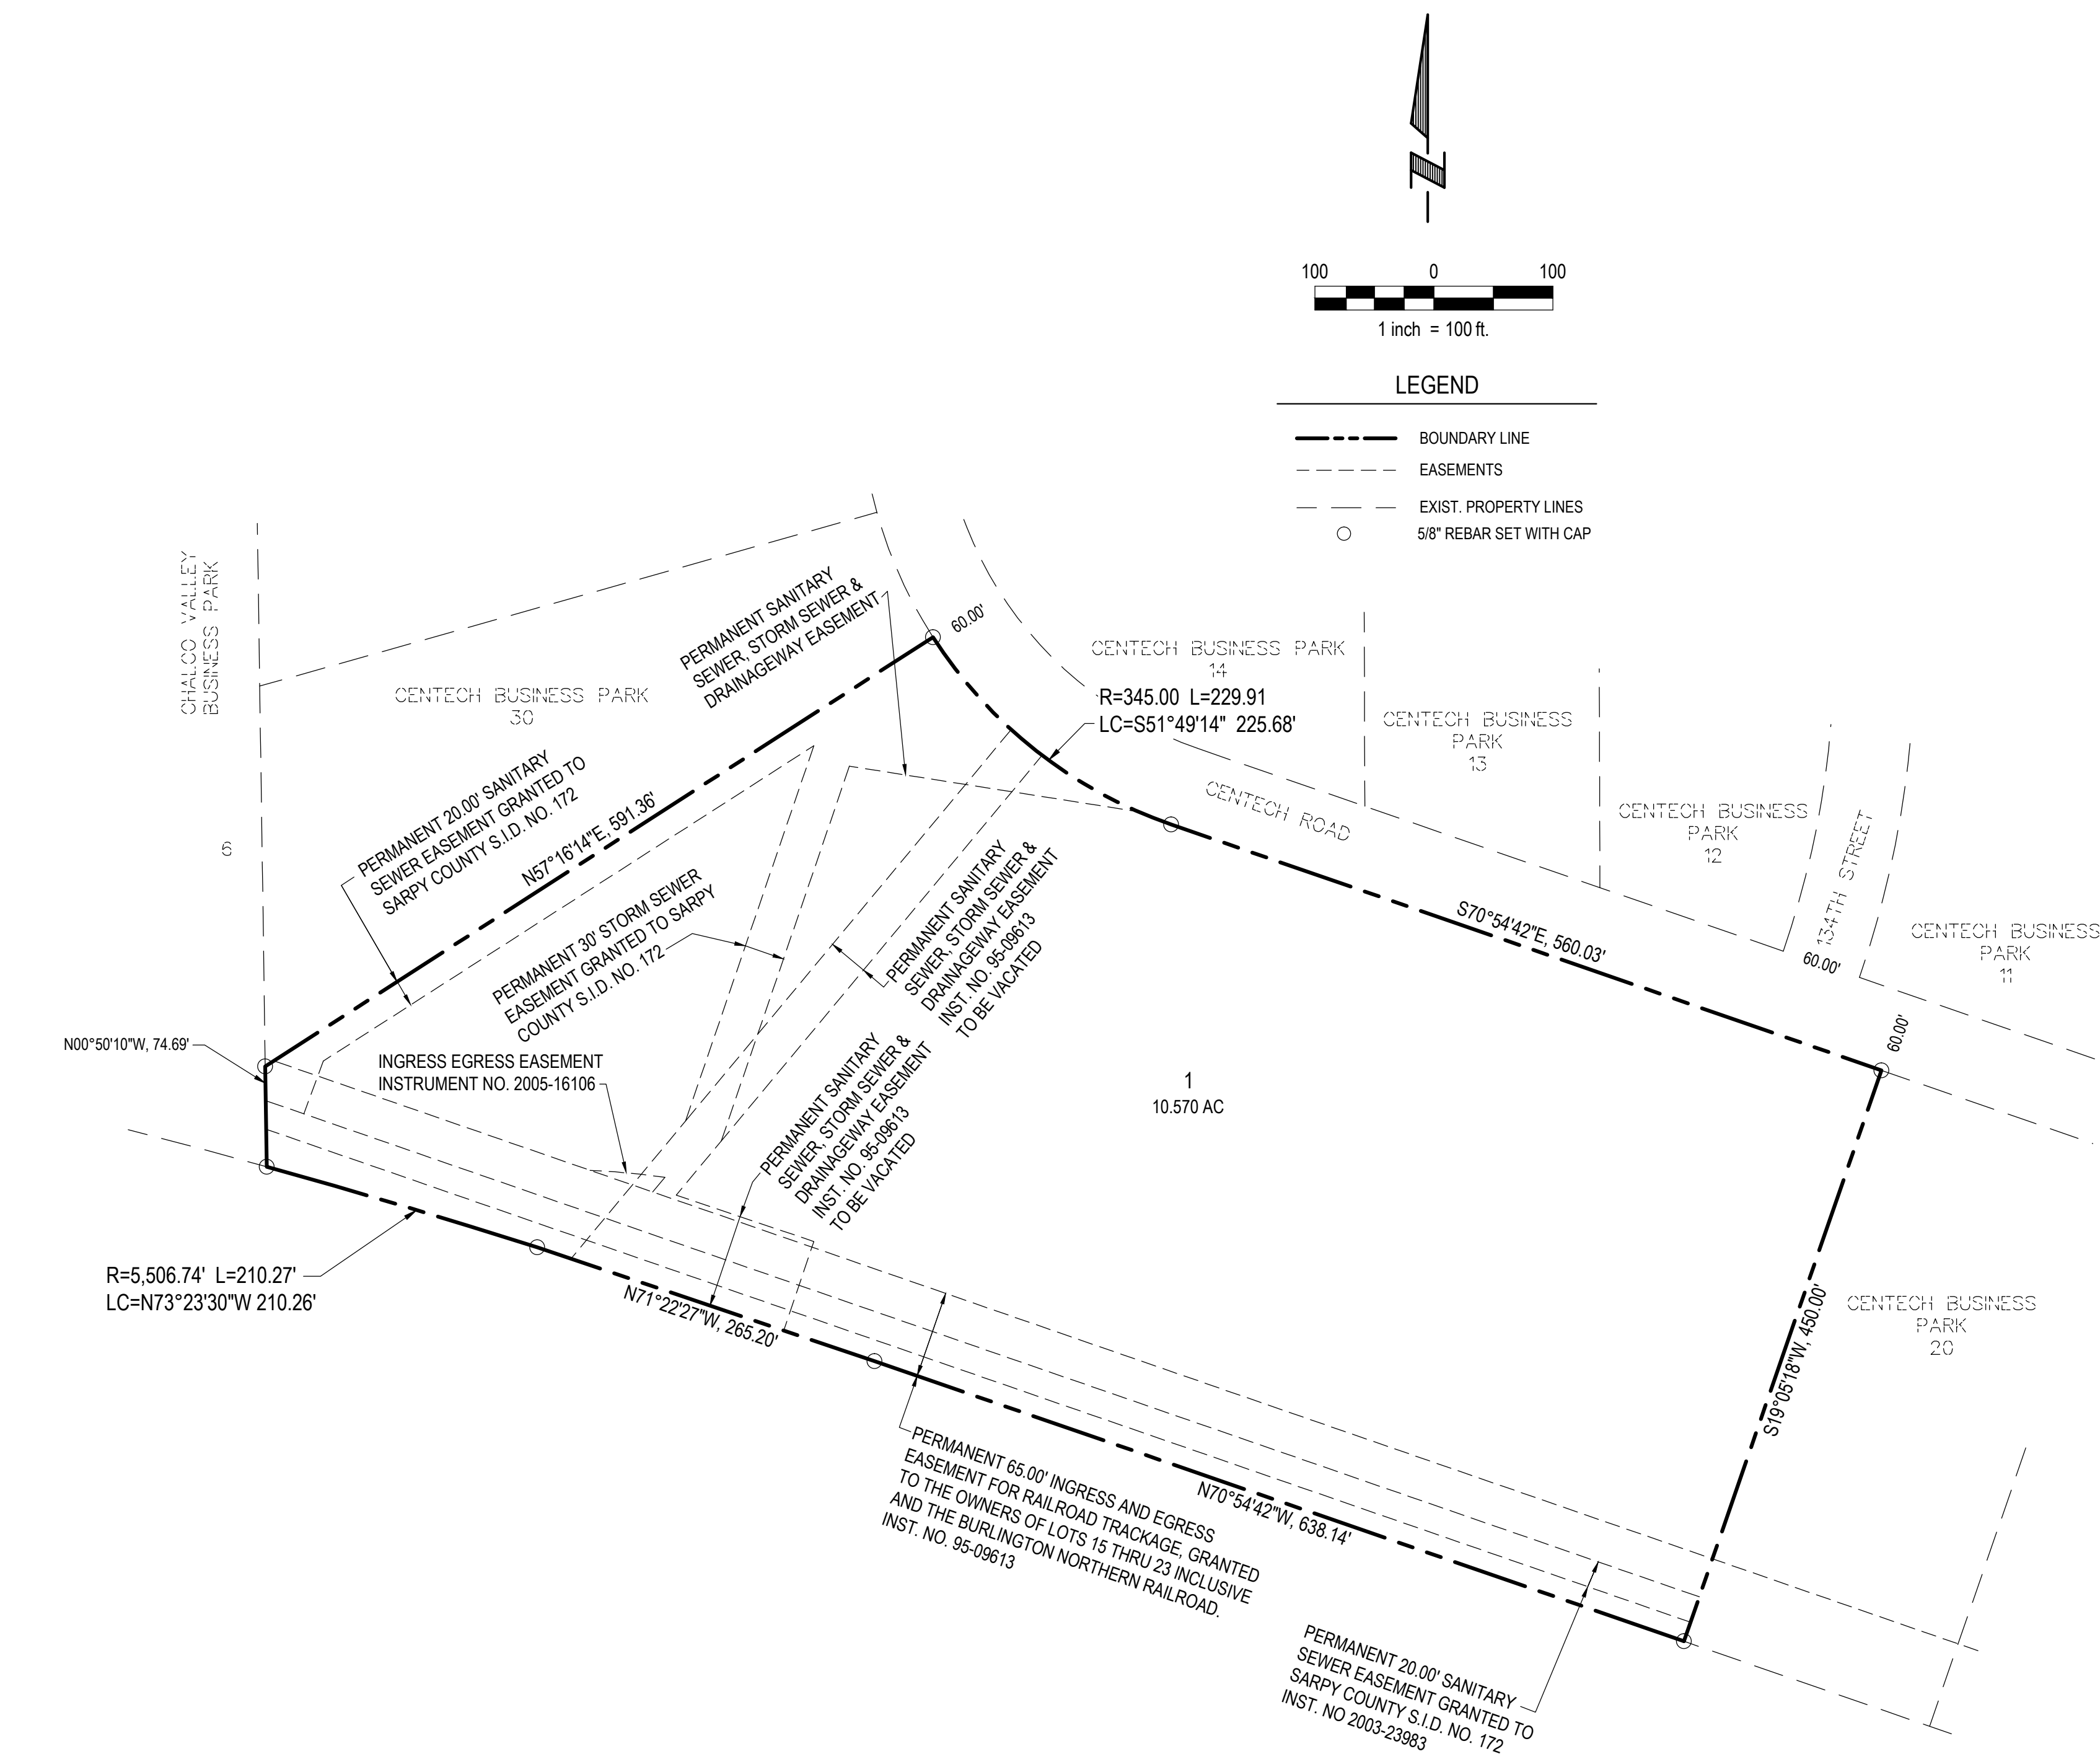 100 0 100
1 inch = 100 ft.
LEGEND
BOUNDARY LINE
EASEMENTS
EXIST. PROPERTY LINES
5/8" REBAR SET WITH CAP
CHALCO VALLEY
BUSINESS PARK
6
CENTECH BUSINESS PARK
30
PERMANENT SANITARY
SEWER, STORM SEWER &
DRAINAGEWAY EASEMENT
60.00'
CENTECH BUSINESS PARK
14
R=345.00 L=229.91
LC=S51°49'14" 225.68'
CENTECH BUSINESS
PARK
13
CENTECH ROAD
CENTECH BUSINESS
PARK
12
134TH STREET
60.00'
CENTECH BUSINESS
PARK
11
60.00'
PERMANENT 20.00' SANITARY
SEWER EASEMENT GRANTED TO
SARPY COUNTY S.I.D. NO. 172
N57°16'14"E, 591.36'
PERMANENT 30' STORM SEWER
EASEMENT GRANTED TO SARPY
COUNTY S.I.D. NO. 172
PERMANENT SANITARY
SEWER, STORM SEWER &
DRAINAGEWAY EASEMENT
INST. NO. 95-09613
TO BE VACATED
S70°54'42"E, 560.03'
N00°50'10"W, 74.69'
INGRESS EGRESS EASEMENT
INSTRUMENT NO. 2005-16106
PERMANENT SANITARY
SEWER, STORM SEWER &
DRAINAGEWAY EASEMENT
INST. NO. 95-09613
TO BE VACATED
1
10.570 AC
R=5,506.74' L=210.27'
LC=N73°23'30"W 210.26'
N71°22'27"W, 265.20'
S19°05'18"W, 450.00'
CENTECH BUSINESS
PARK
20
PERMANENT 65.00' INGRESS AND EGRESS
EASEMENT FOR RAILROAD TRACKAGE, GRANTED
TO THE OWNERS OF LOTS 15 THRU 23 INCLUSIVE
AND THE BURLINGTON NORTHERN RAILROAD.
INST. NO. 95-09613
N70°54'42"W, 638.14'
PERMANENT 20.00' SANITARY
SEWER EASEMENT GRANTED TO
SARPY COUNTY S.I.D. NO. 172
INST. NO 2003-23983